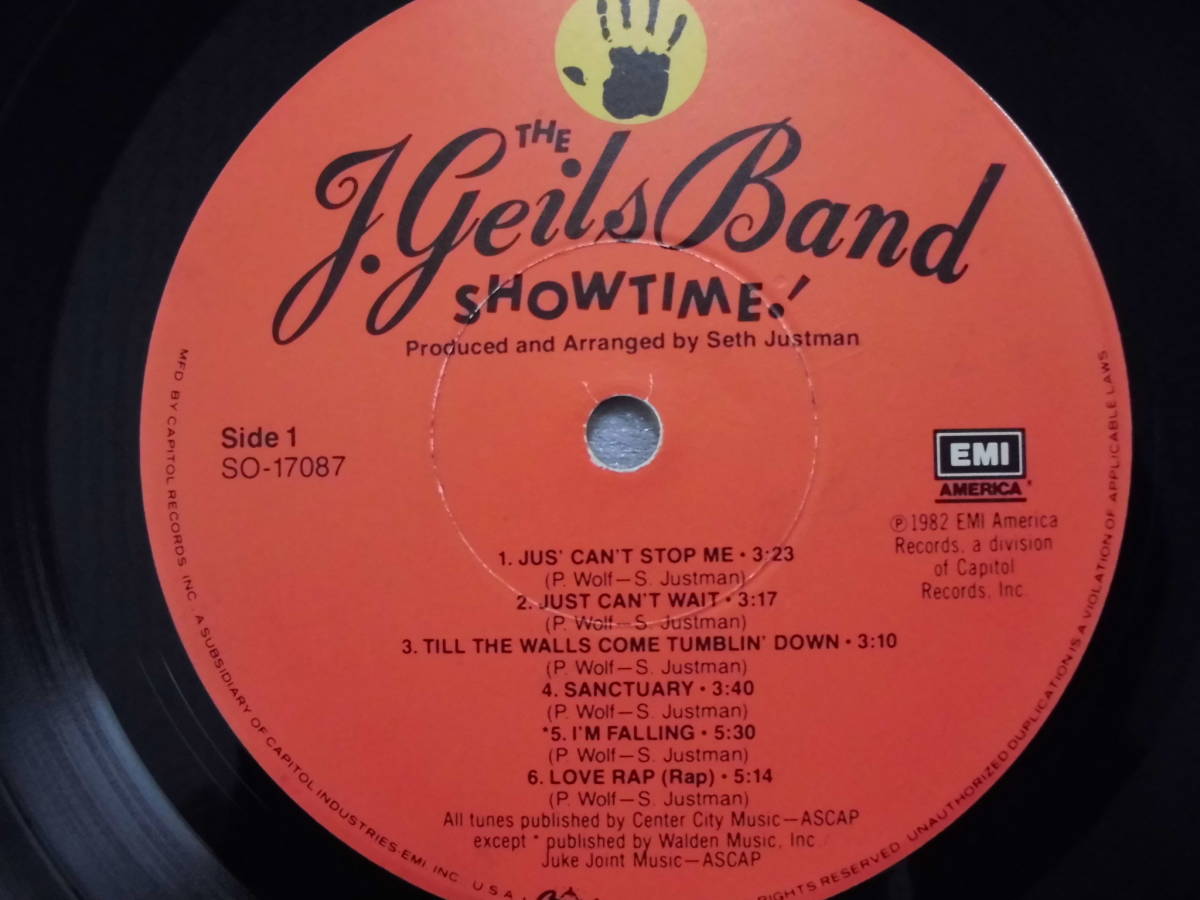 THE
J. Geils Band
SHOWTIME!
Produced and Arranged by Seth Justman
Side 1
SO-17087
EMI
AMERICA
℗ 1982 EMI America
Records, a division
of Capitol
Records, Inc.
1. JUS' CAN'T STOP ME • 3:23
(P. Wolf—S. Justman)
2. JUST CAN'T WAIT • 3:17
(P. Wolf—S. Justman)
3. TILL THE WALLS COME TUMBLIN' DOWN • 3:10
(P. Wolf—S. Justman)
4. SANCTUARY • 3:40
(P. Wolf—S. Justman)
*5. I'M FALLING • 5:30
(P. Wolf—S. Justman)
6. LOVE RAP (Rap) • 5:14
(P. Wolf—S. Justman)
All tunes published by Center City Music—ASCAP
except * published by Walden Music, Inc./
Juke Joint Music—ASCAP
MFD. BY CAPITOL RECORDS, INC. A SUBSIDIARY OF CAPITOL INDUSTRIES-EMI, INC. U.S.A.
RIGHTS RESERVED. UNAUTHORIZED DUPLICATION IS A VIOLATION OF APPLICABLE LAWS.